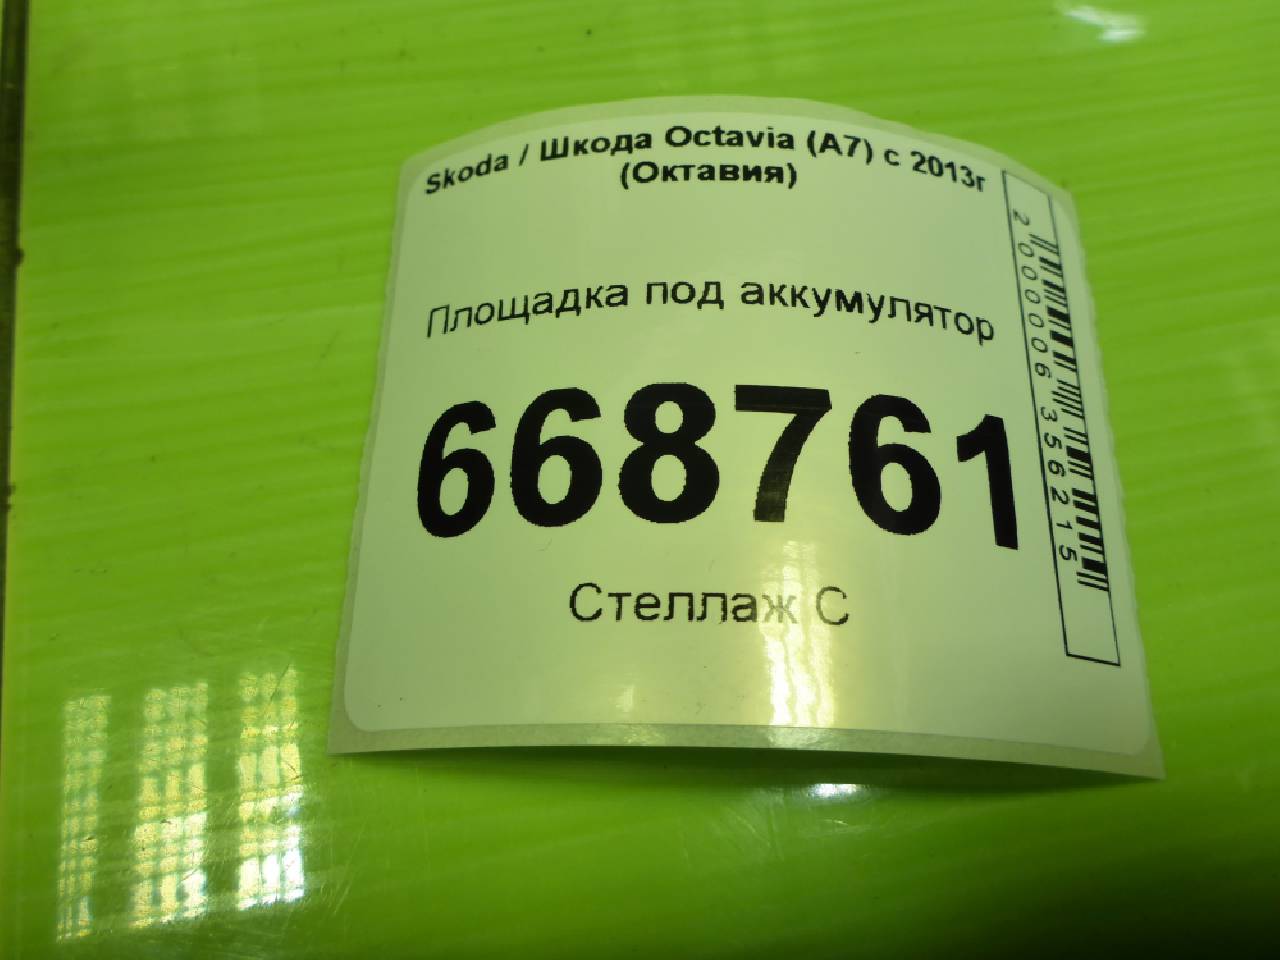 Skoda / Шкода Octavia (A7) с 2013г
(Октавия)
Площадка под аккумулятор
668761
Стеллаж С
2000006356215